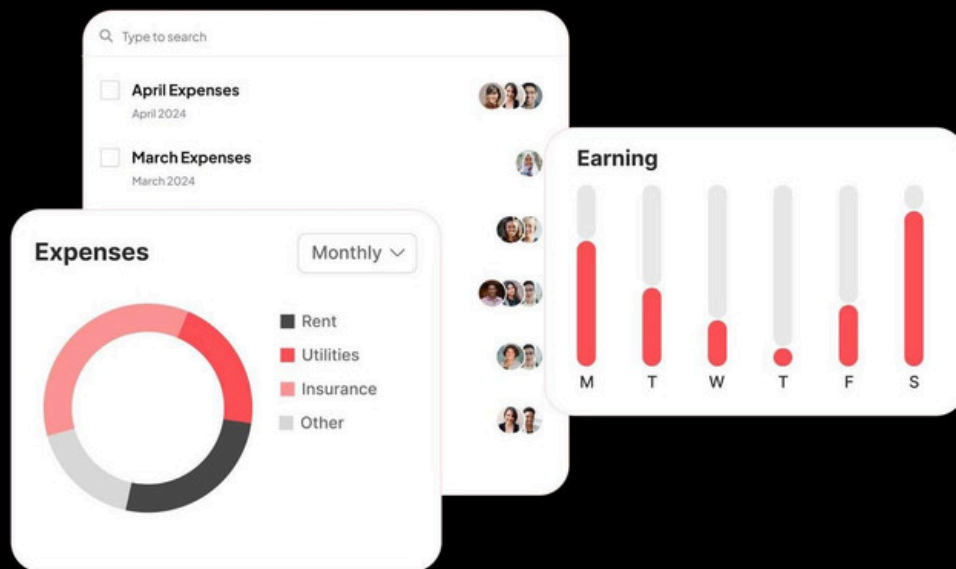 Type to search
April Expenses
April 2024
March Expenses
March 2024
Expenses
Monthly
Rent
Utilities
Insurance
Other
Earning
M T W T F S